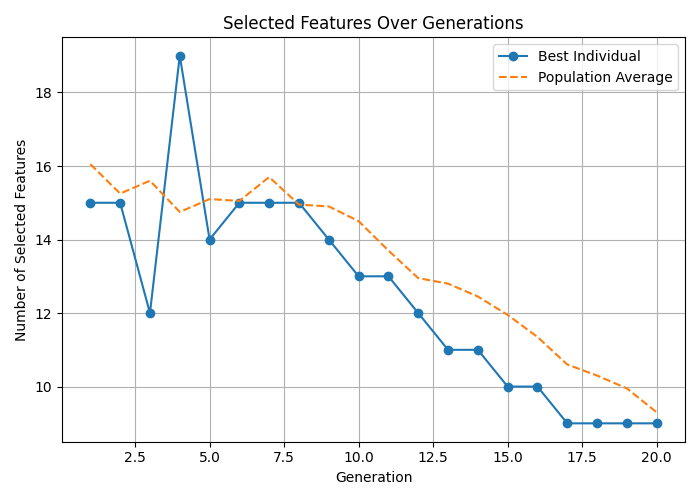 Selected Features Over Generations
Best Individual
Population Average
Number of Selected Features
18
16
14
12
10
2.5 5.0 7.5 10.0 12.5 15.0 17.5 20.0
Generation